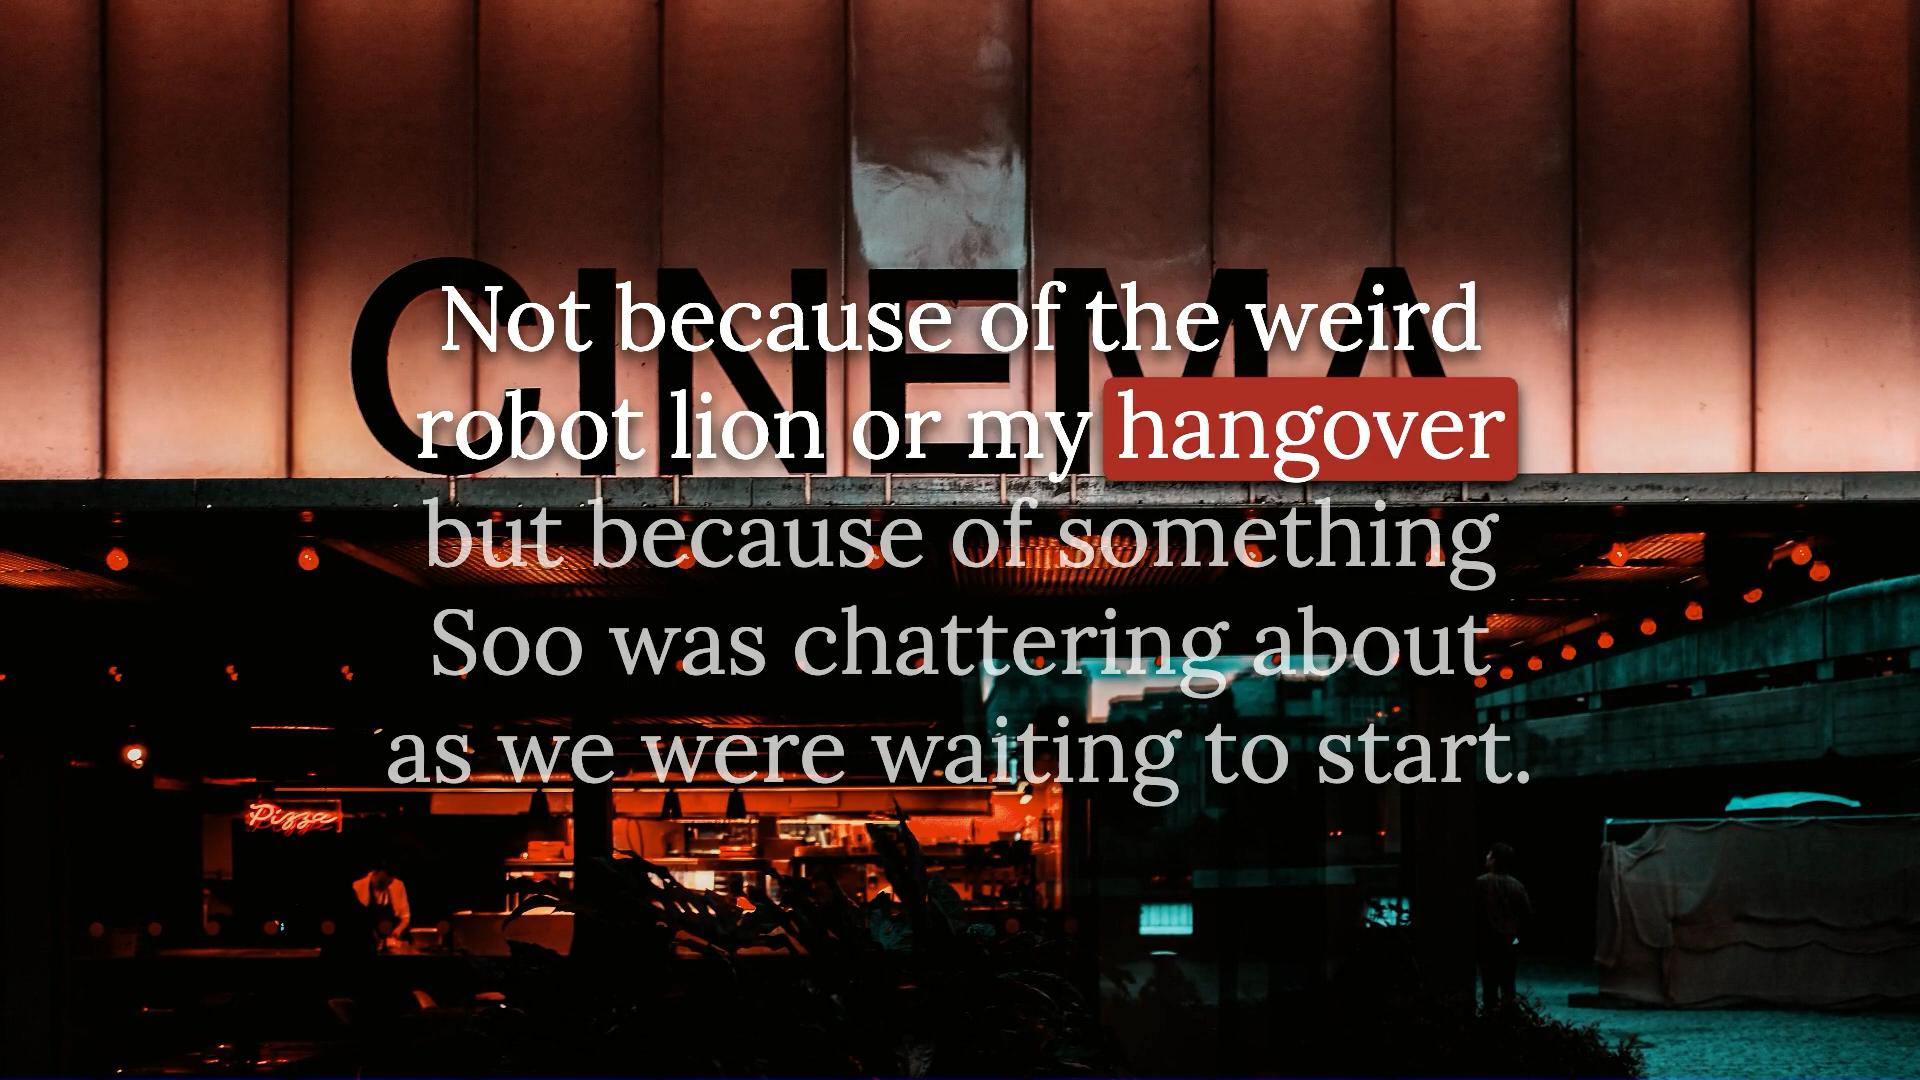 CINEMA
Not because of the weird
robot lion or my hangover
but because of something
Soo was chattering about
as we were waiting to start.
Pizza